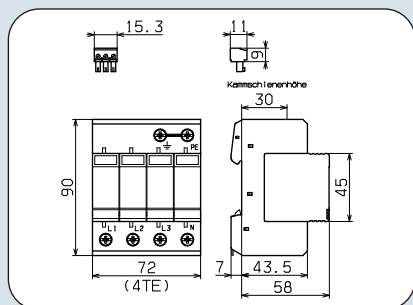 15.3
11
9
Kammschienenhöhe
30
PE
90
45
L1 L2 L3 N
72
(4TE)
7 43.5
58